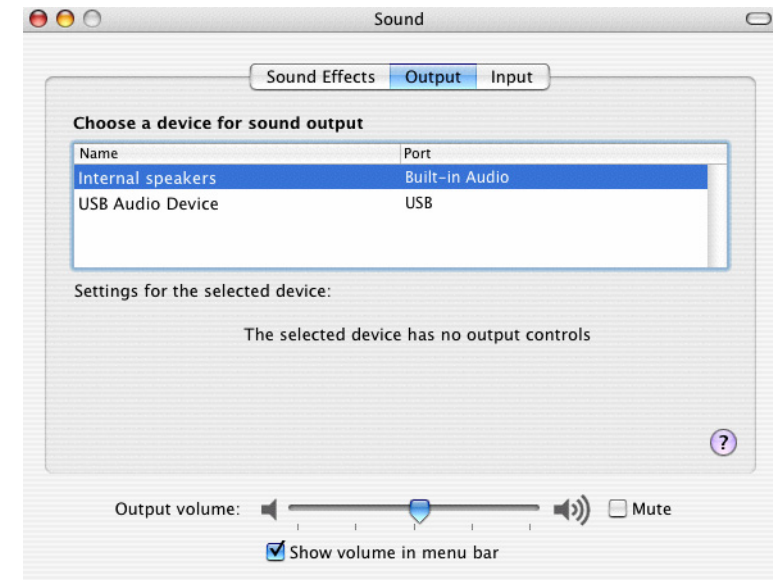 Sound
Sound Effects Output Input
Choose a device for sound output
Name Port
Internal speakers Built-in Audio
USB Audio Device USB
Settings for the selected device:
The selected device has no output controls
?
Output volume: Mute
Show volume in menu bar